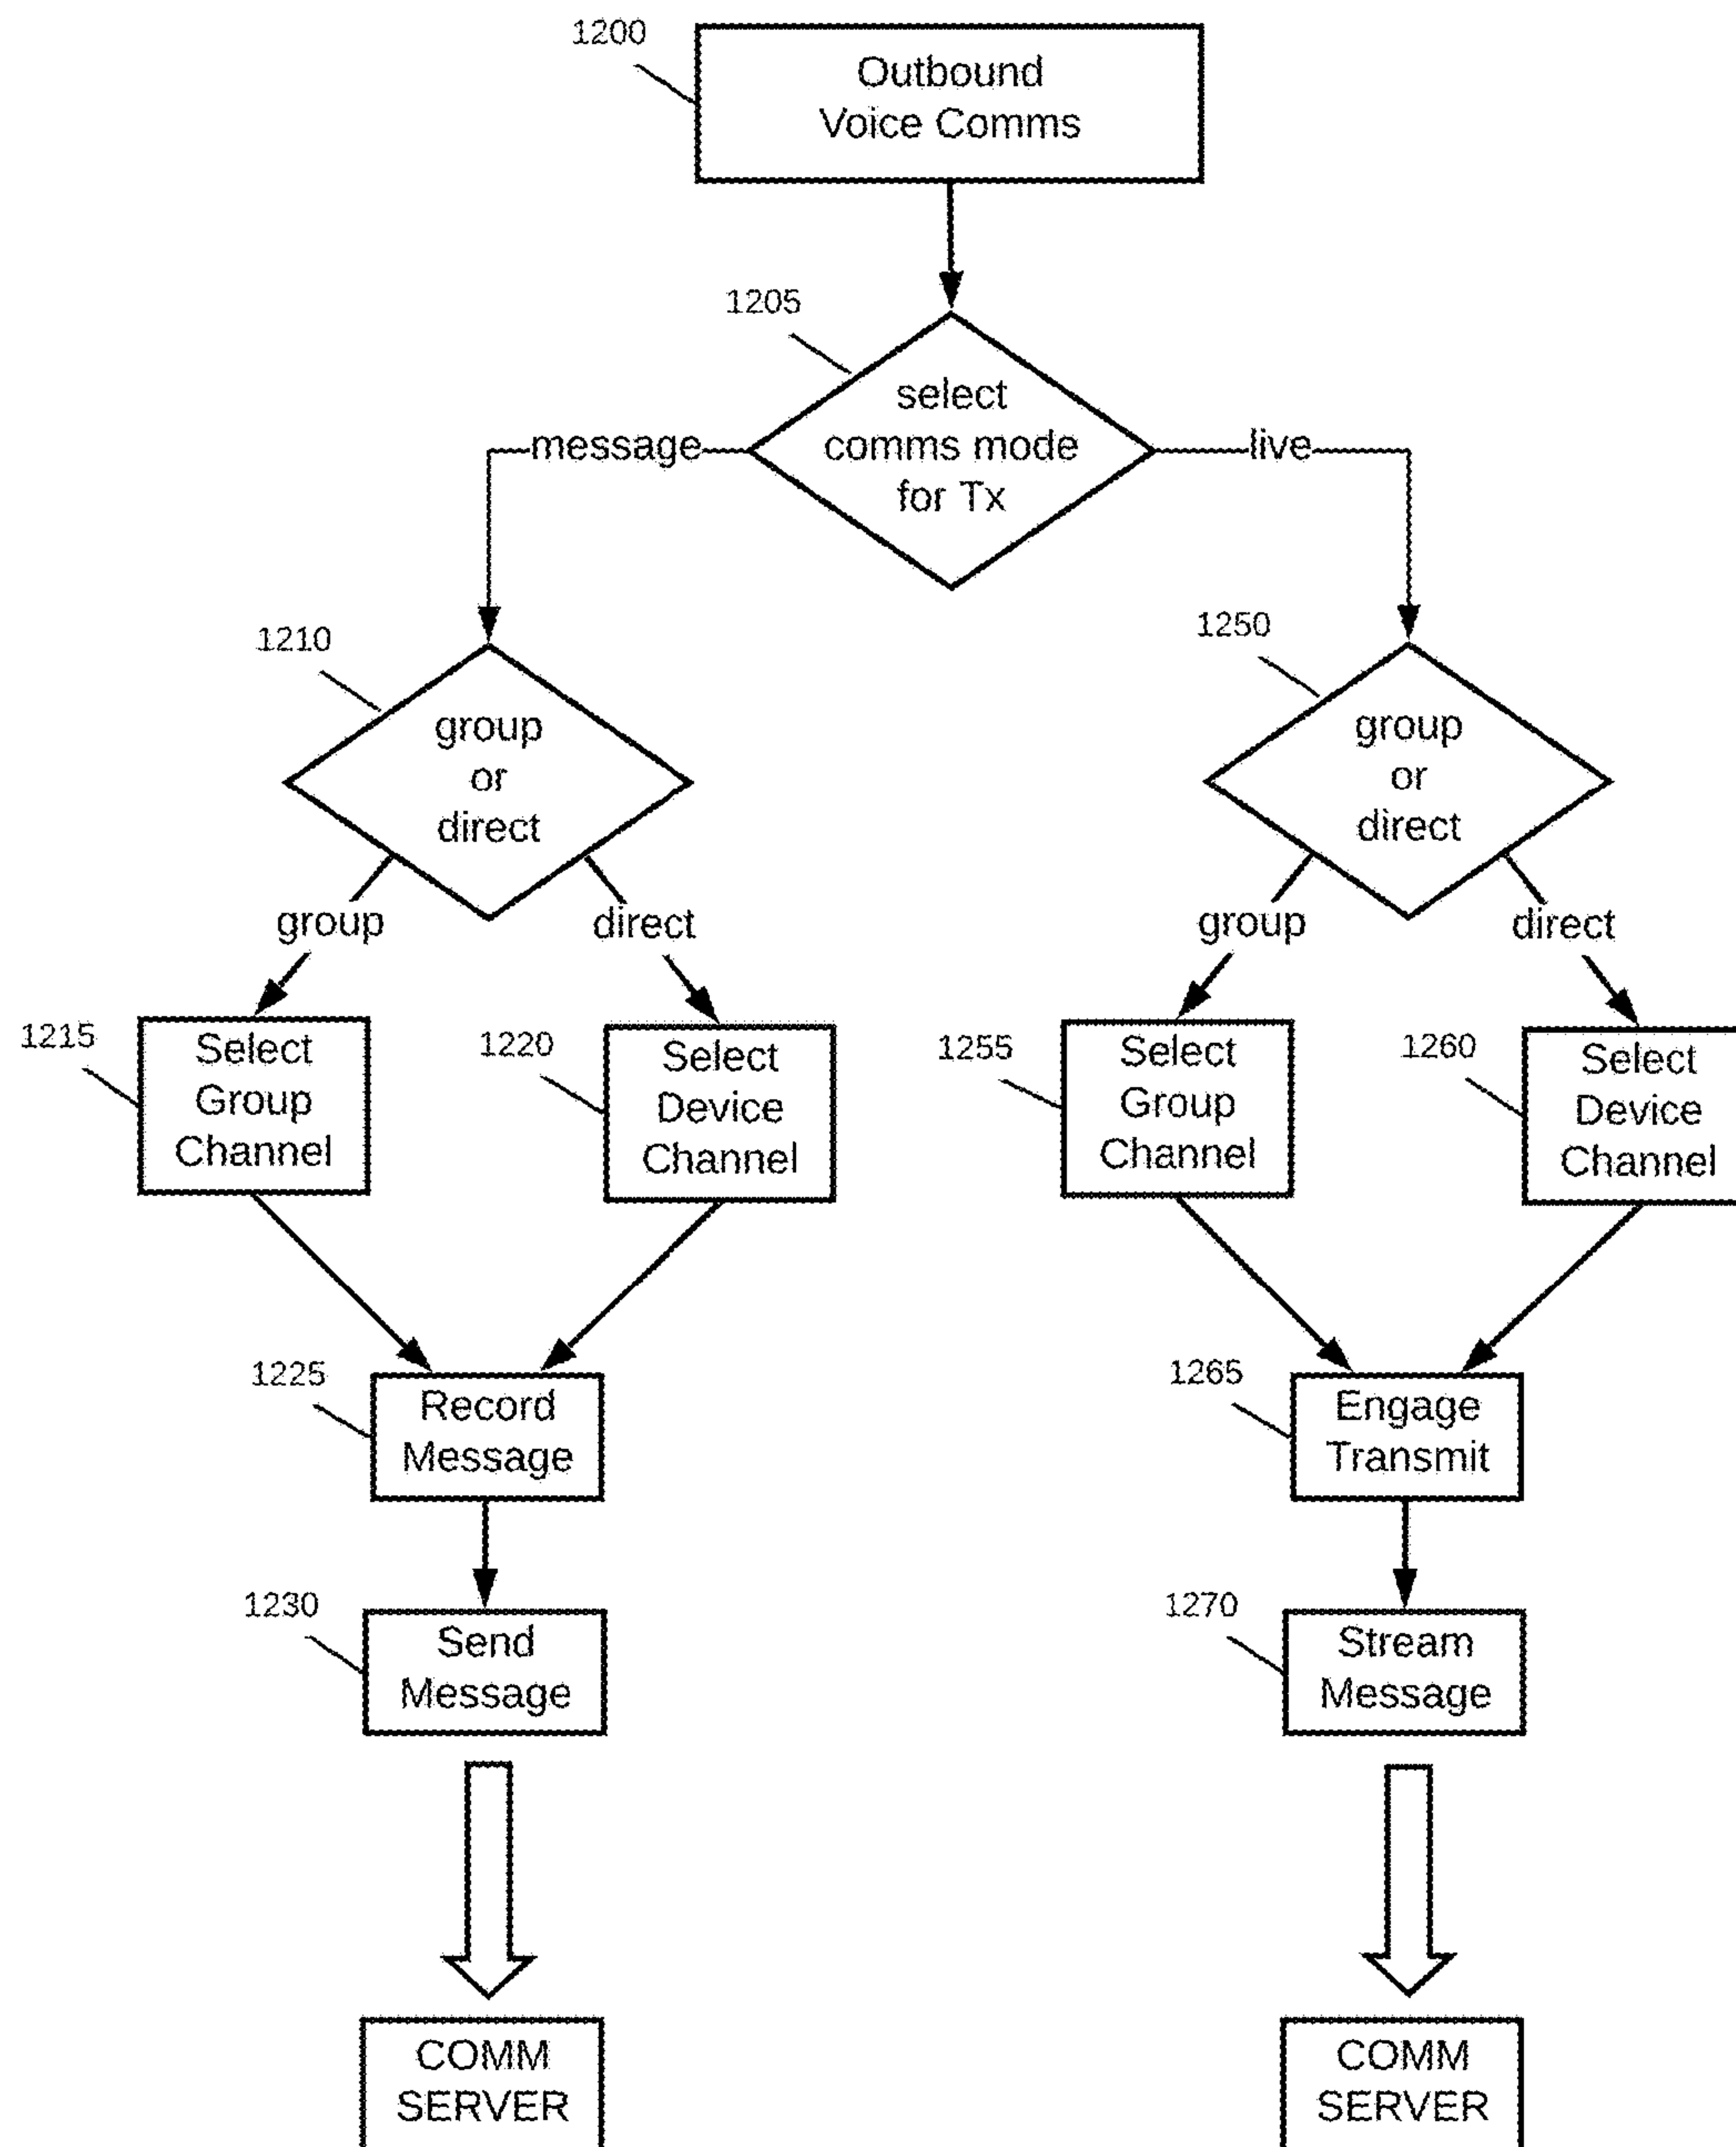 1200
Outbound
Voice Comms
1205
select
comms mode
for Tx
message
live
1210
group
or
direct
1250
group
or
direct
group
direct
group
direct
1215
Select
Group
Channel
1220
Select
Device
Channel
1255
Select
Group
Channel
1260
Select
Device
Channel
1225
Record
Message
1265
Engage
Transmit
1230
Send
Message
1270
Stream
Message
COMM
SERVER
COMM
SERVER